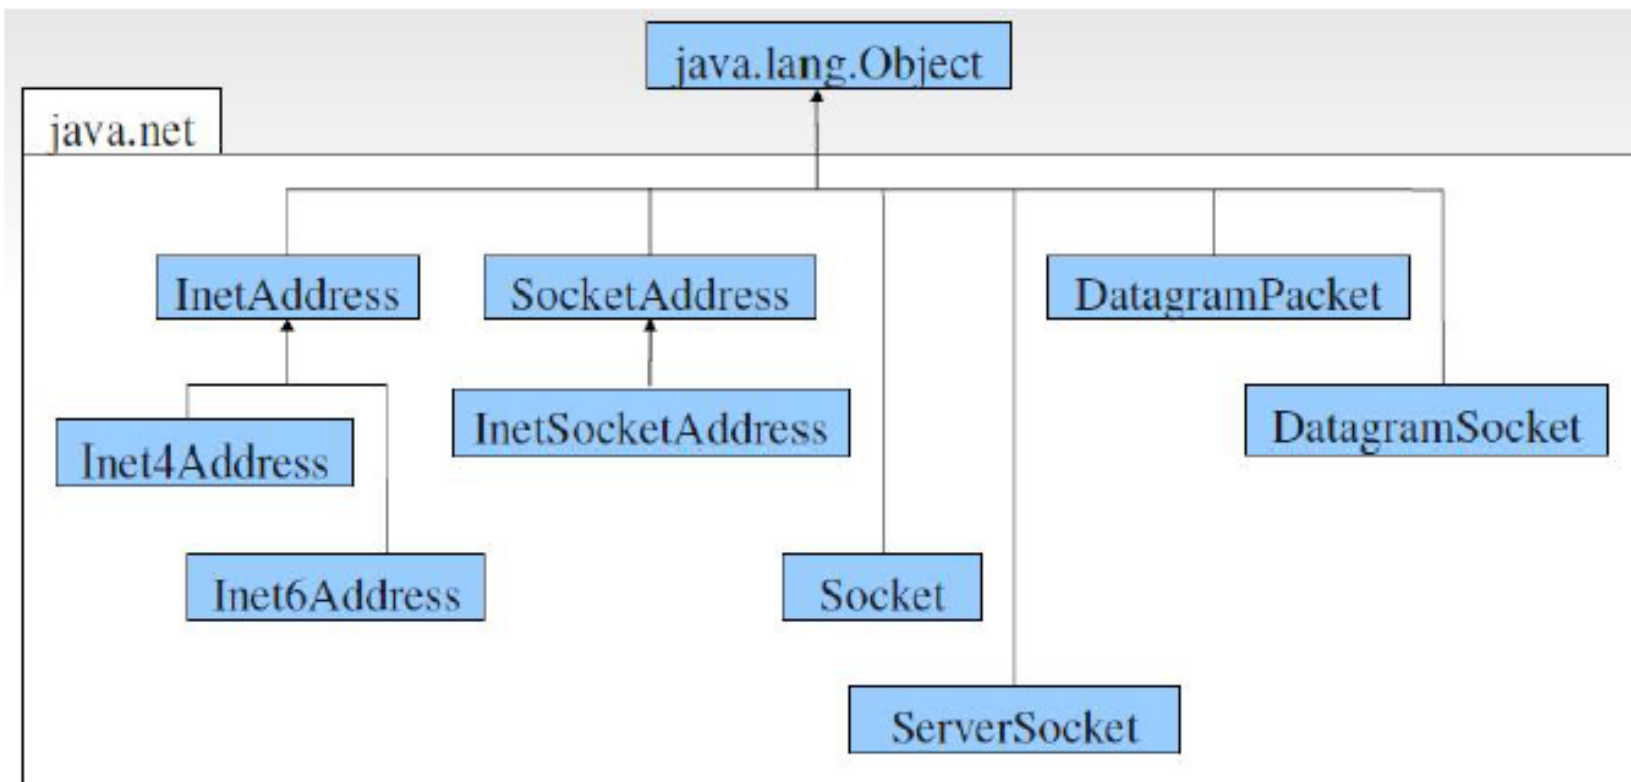 java.lang.Object
java.net
InetAddress
SocketAddress
DatagramPacket
InetSocketAddress
DatagramSocket
Inet4Address
Inet6Address
Socket
ServerSocket